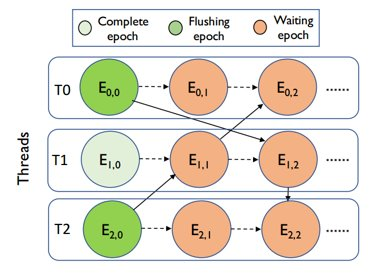 Complete epoch
Flushing epoch
Waiting epoch
Threads
T0
E0,0
E0,1
E0,2
......
T1
E1,0
E1,1
E1,2
......
T2
E2,0
E2,1
E2,2
......